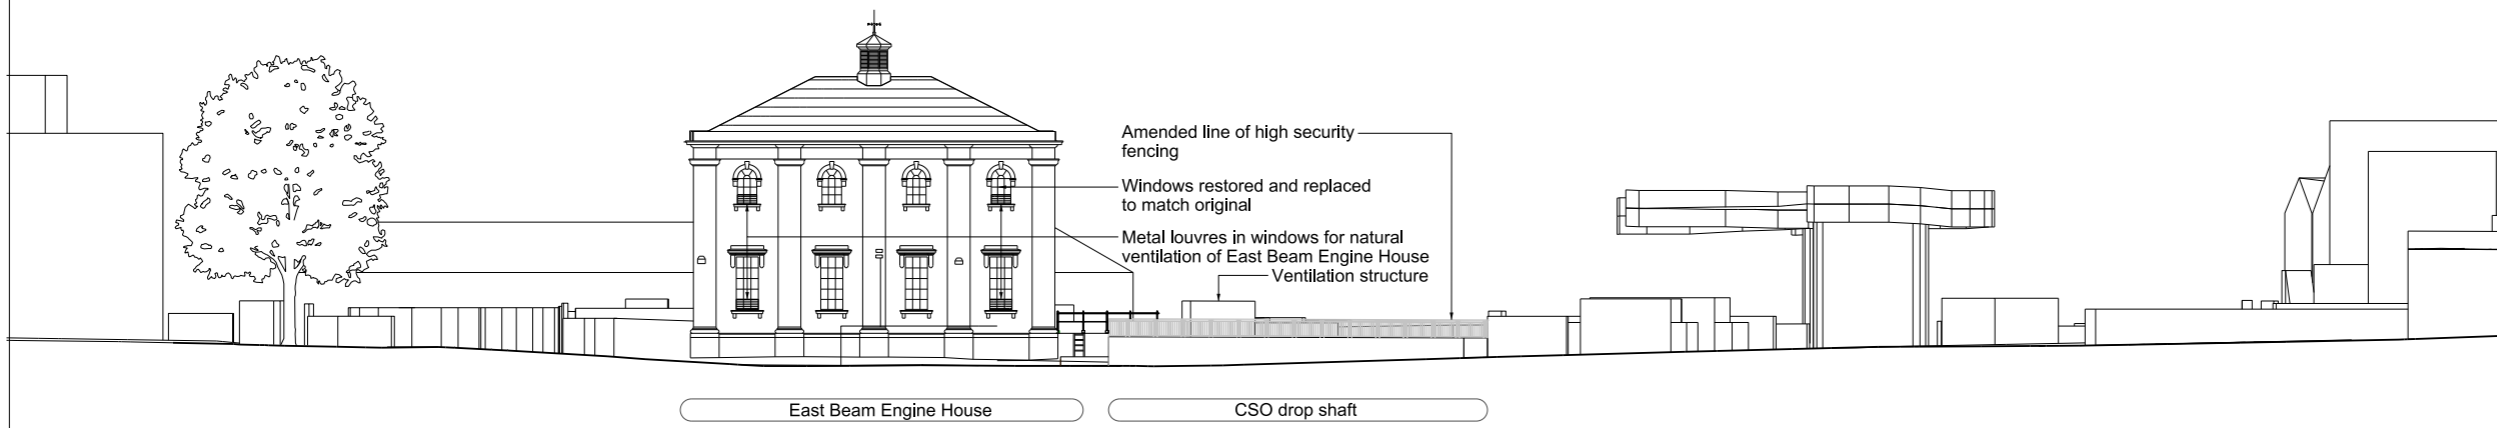 Amended line of high security
fencing
Windows restored and replaced
to match original
Metal louvres in windows for natural
ventilation of East Beam Engine House
Ventilation structure
East Beam Engine House
CSO drop shaft